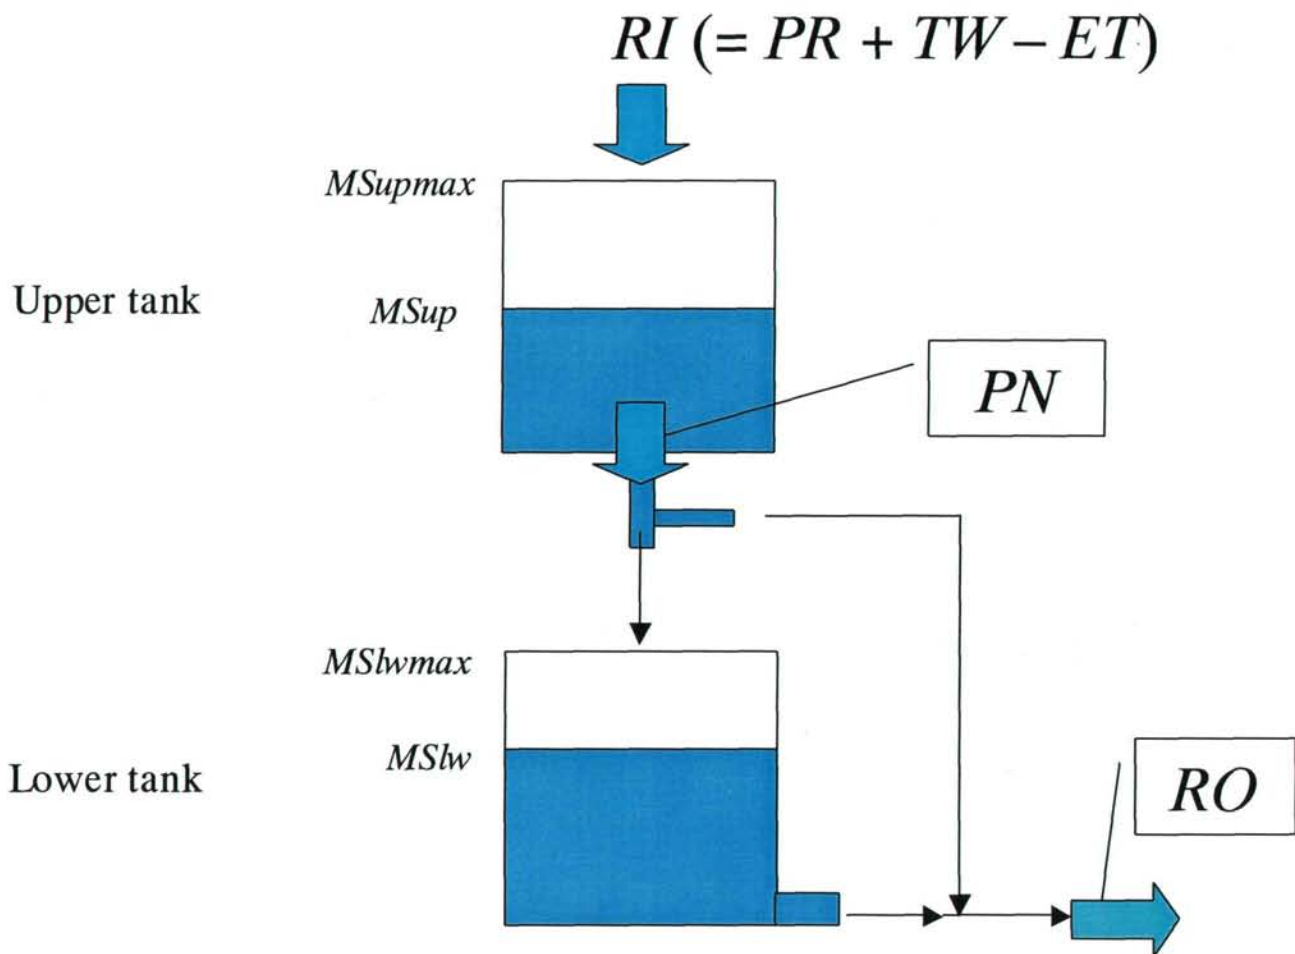 RI (= PR + TW – ET)
MSupmax
Upper tank
MSup
PN
MSlwmax
MSlw
Lower tank
RO